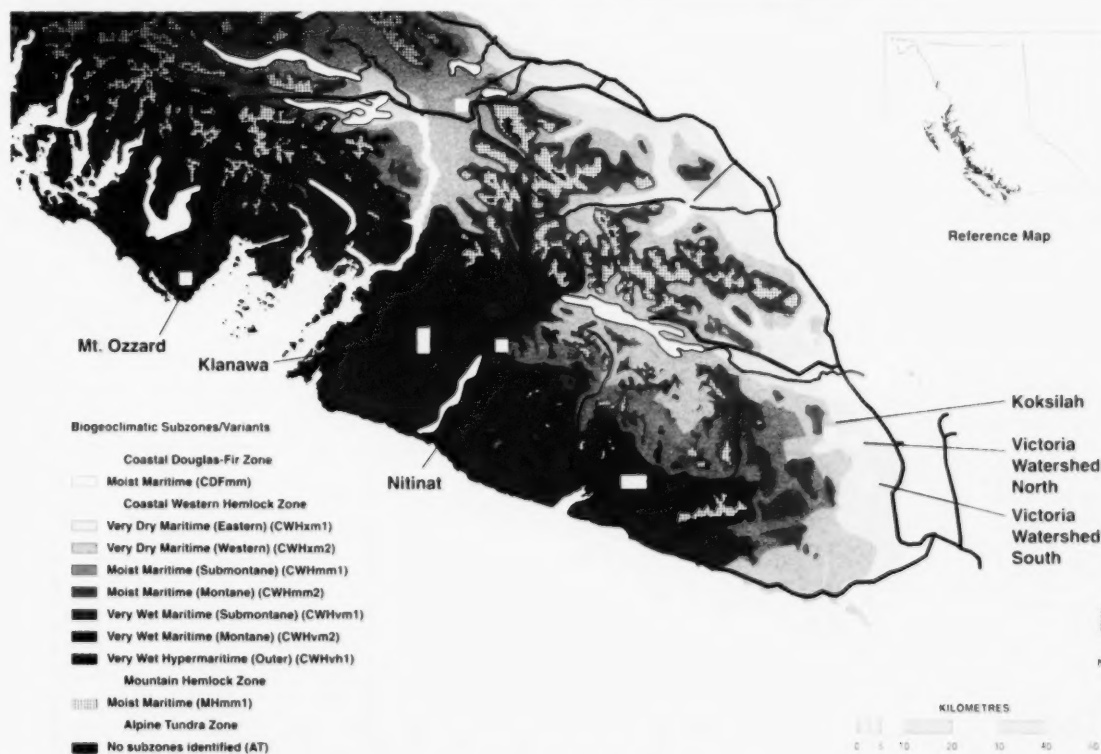 Reference Map
Mt. Ozzard
Klanawa
Nitinat
Koksilah
Victoria
Watershed
North
Victoria
Watershed
South
Biogeoclimatic Subzones/Variants
Coastal Douglas-Fir Zone
Moist Maritime (CDFmm)
Coastal Western Hemlock Zone
Very Dry Maritime (Eastern) (CWHxm1)
Very Dry Maritime (Western) (CWHxm2)
Moist Maritime (Submontane) (CWHmm1)
Moist Maritime (Montane) (CWHmm2)
Very Wet Maritime (Submontane) (CWHvm1)
Very Wet Maritime (Montane) (CWHvm2)
Very Wet Hypermaritime (Outer) (CWHvh1)
Mountain Hemlock Zone
Moist Maritime (MHmm1)
Alpine Tundra Zone
No subzones identified (AT)
KILOMETRES
0 5 10 20 30 40